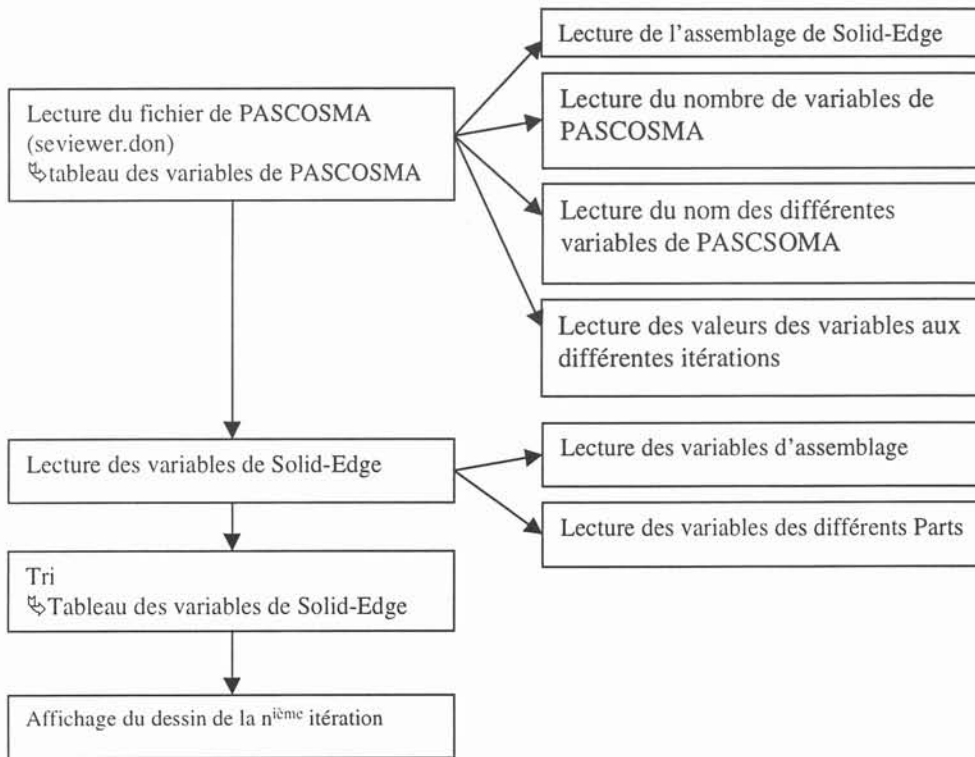 Lecture du fichier de PASCOSMA
(seviewer.don)
↳tableau des variables de PASCOSMA
Lecture de l'assemblage de Solid-Edge
Lecture du nombre de variables de
PASCOSMA
Lecture du nom des différentes
variables de PASCSOMA
Lecture des valeurs des variables aux
différentes itérations
Lecture des variables de Solid-Edge
Lecture des variables d'assemblage
Lecture des variables des différents Parts
Tri
↳Tableau des variables de Solid-Edge
Affichage du dessin de la nième itération